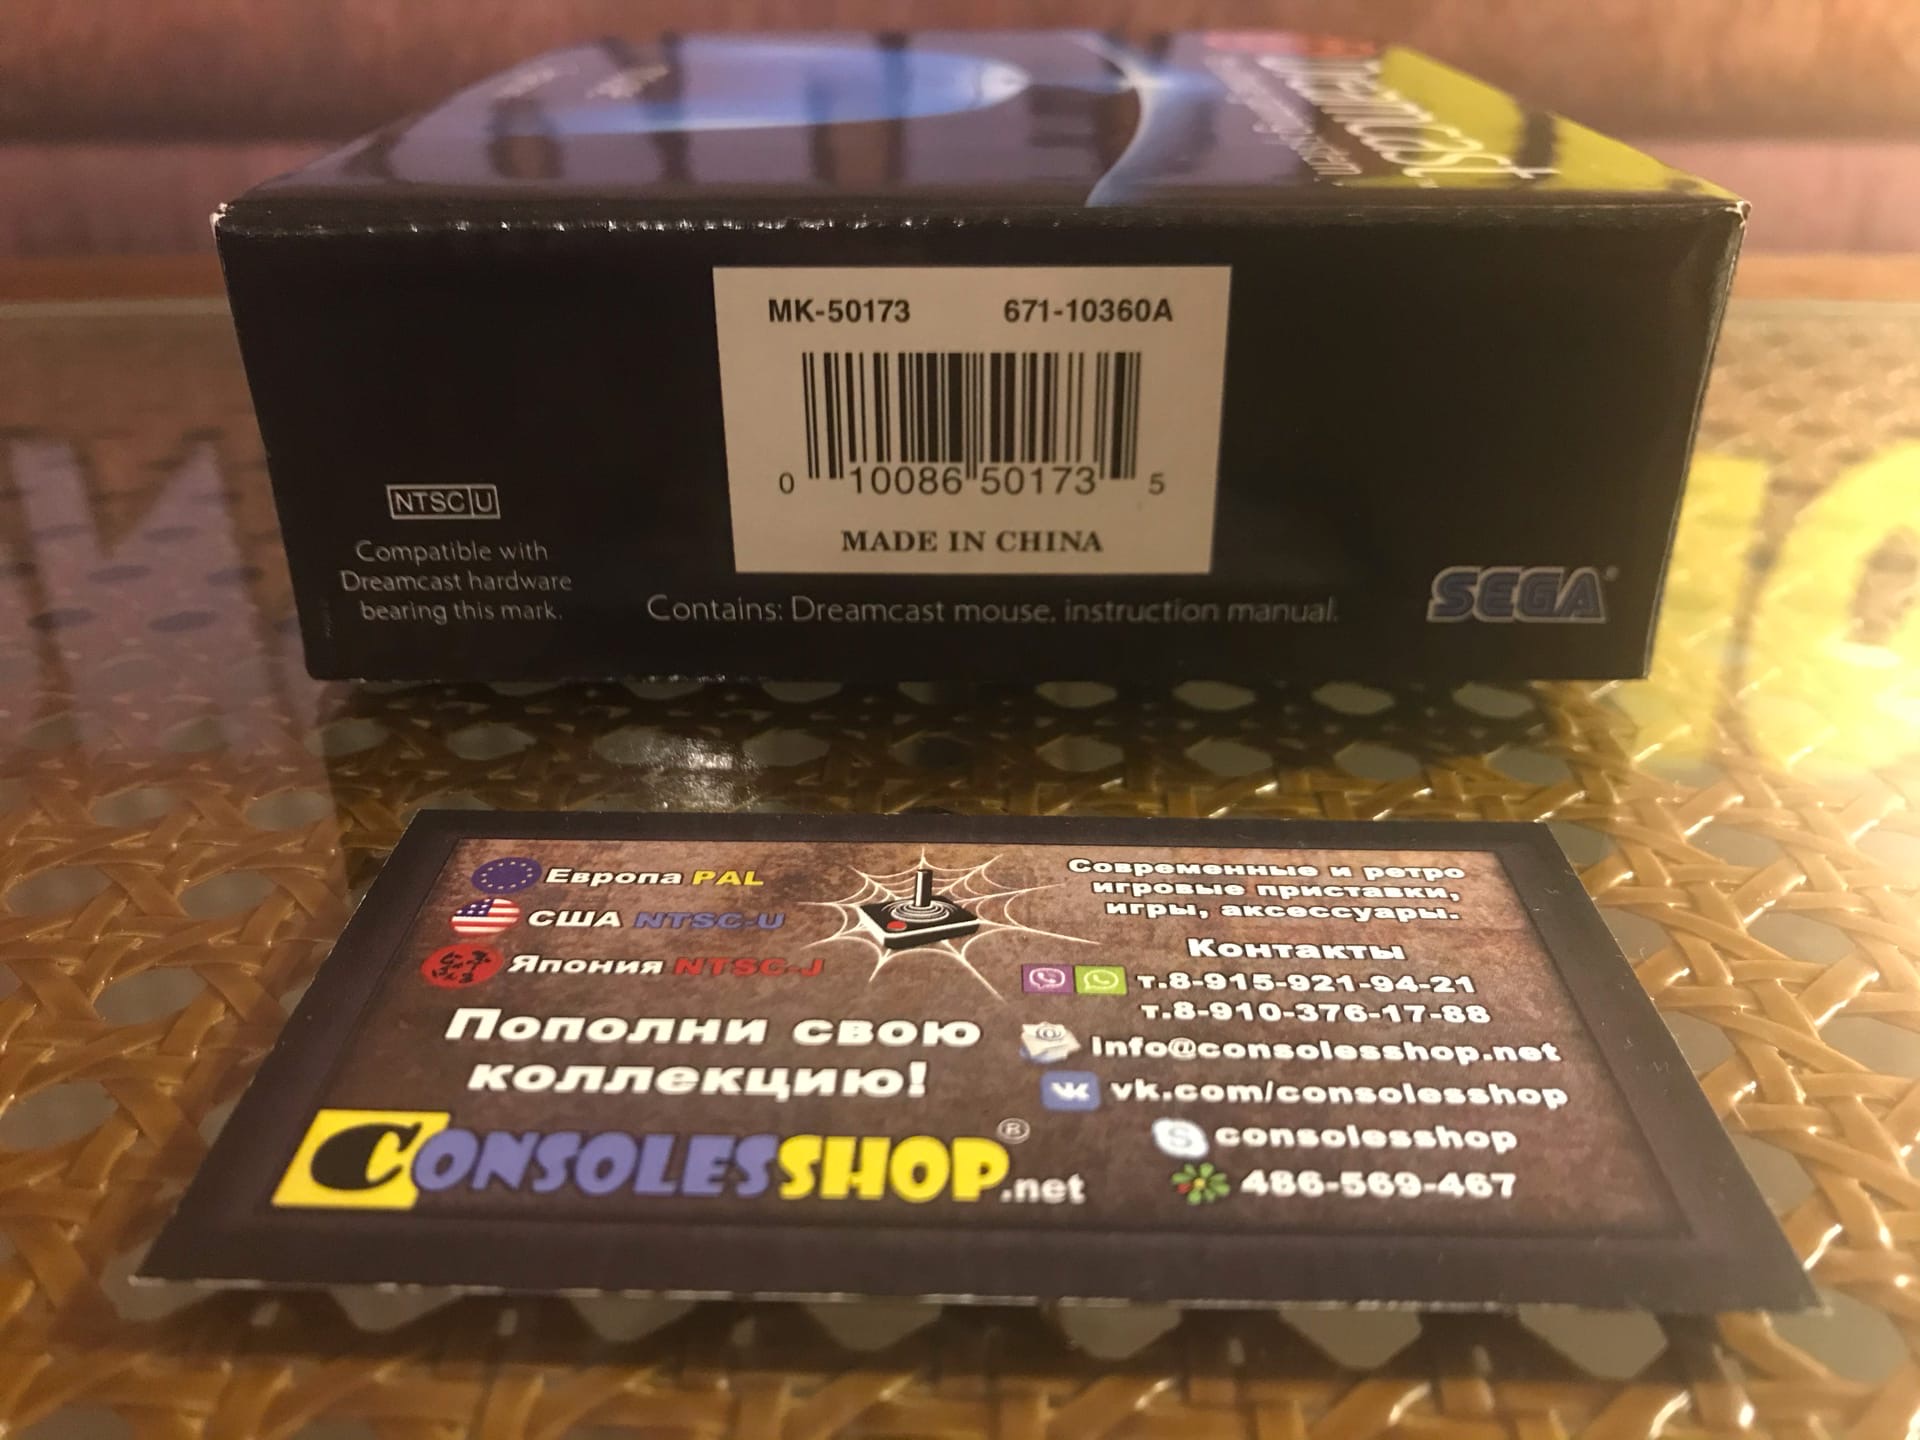 Dreamcast
MK-50173 671-10360A
0 10086 50173 5
MADE IN CHINA
NTSC U
Compatible with
Dreamcast hardware
bearing this mark.
Contains: Dreamcast mouse, instruction manual.
SEGA®
Европа PAL
США NTSC-U
Япония NTSC-J
Пополни свою
коллекцию!
CONSOLESSHOP.net ®
Современные и ретро
игровые приставки,
игры, аксессуары.
Контакты
т.8-915-921-94-21
т.8-910-376-17-88
info@consolesshop.net
vk.com/consolesshop
consolesshop
486-569-467